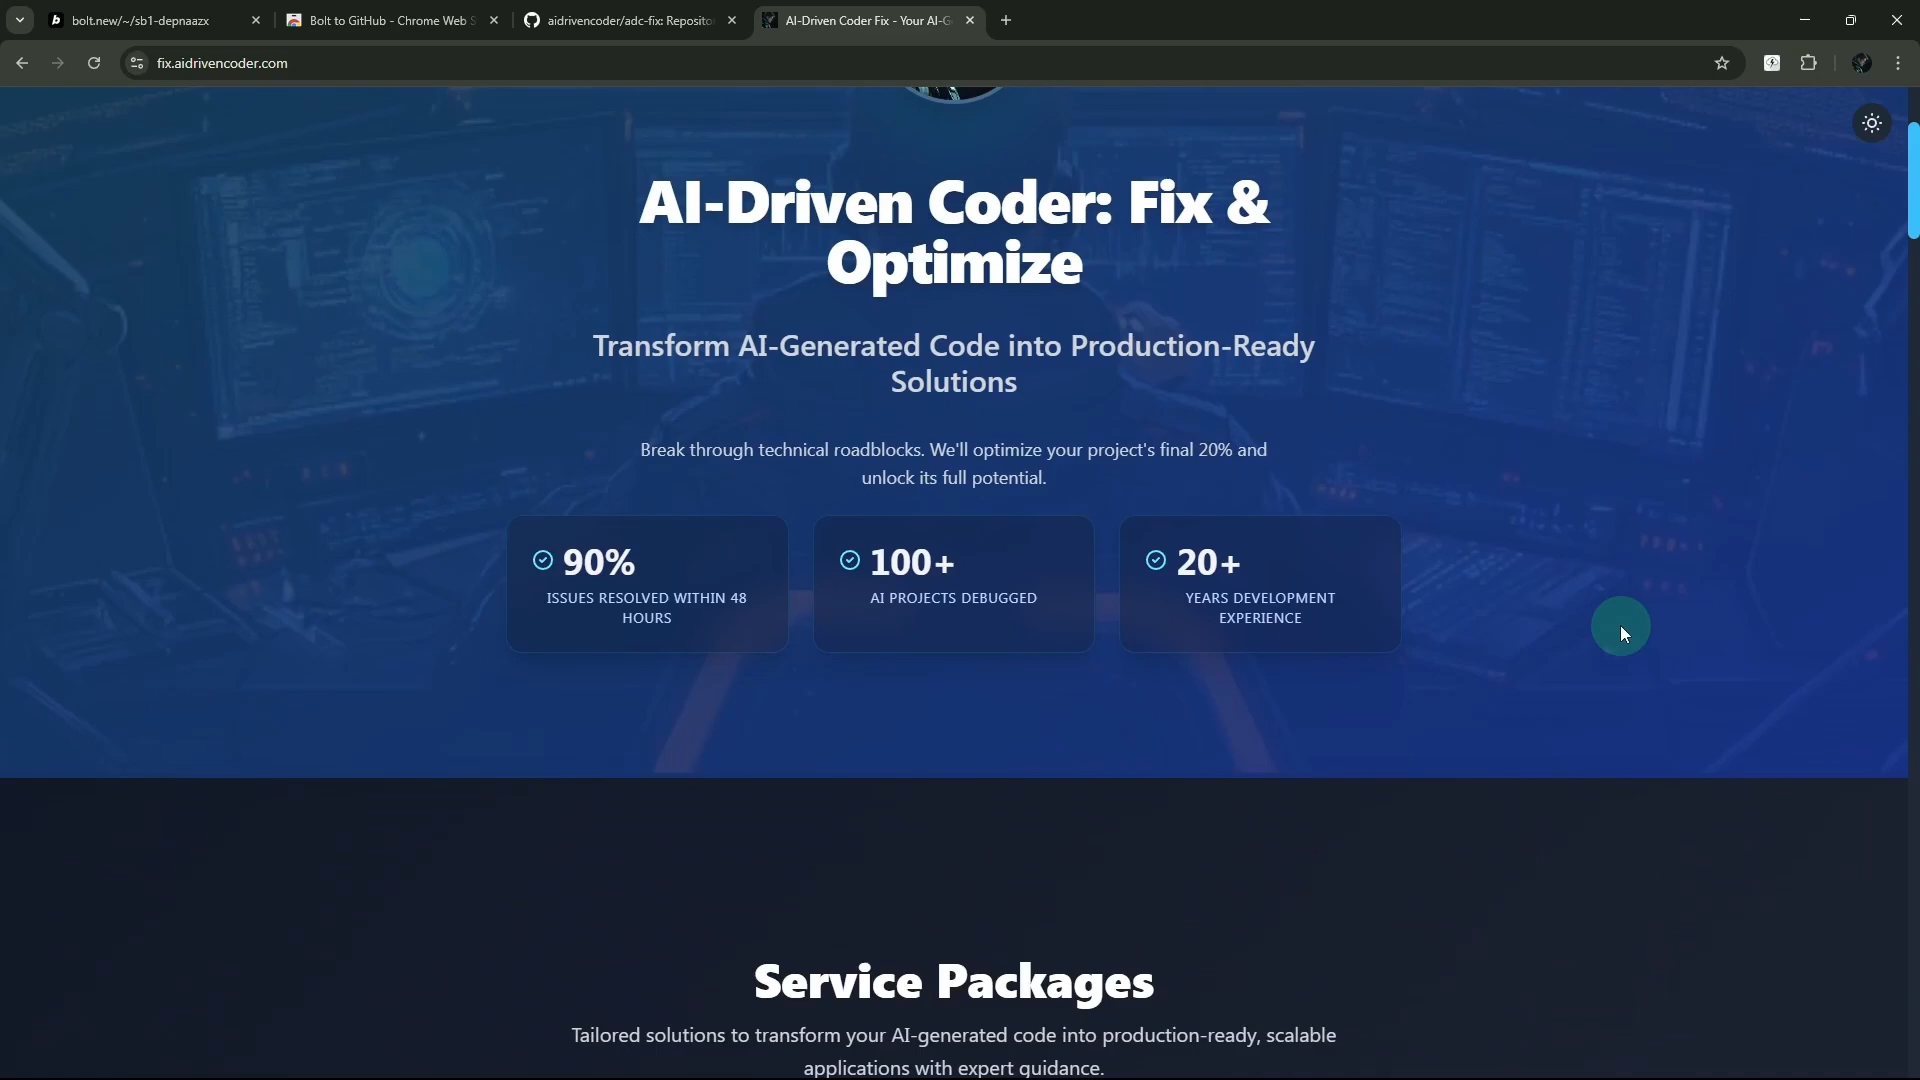 bolt.new/~/sb1-depnaazx
Bolt to GitHub - Chrome Web S
aidrivencoder/adc-fix: Reposito
AI-Driven Coder Fix - Your AI-G
fix.aidrivencoder.com
AI-Driven Coder: Fix &
Optimize
Transform AI-Generated Code into Production-Ready
Solutions
Break through technical roadblocks. We'll optimize your project's final 20% and
unlock its full potential.
90%
ISSUES RESOLVED WITHIN 48
HOURS
100+
AI PROJECTS DEBUGGED
20+
YEARS DEVELOPMENT
EXPERIENCE
Service Packages
Tailored solutions to transform your AI-generated code into production-ready, scalable
applications with expert guidance.